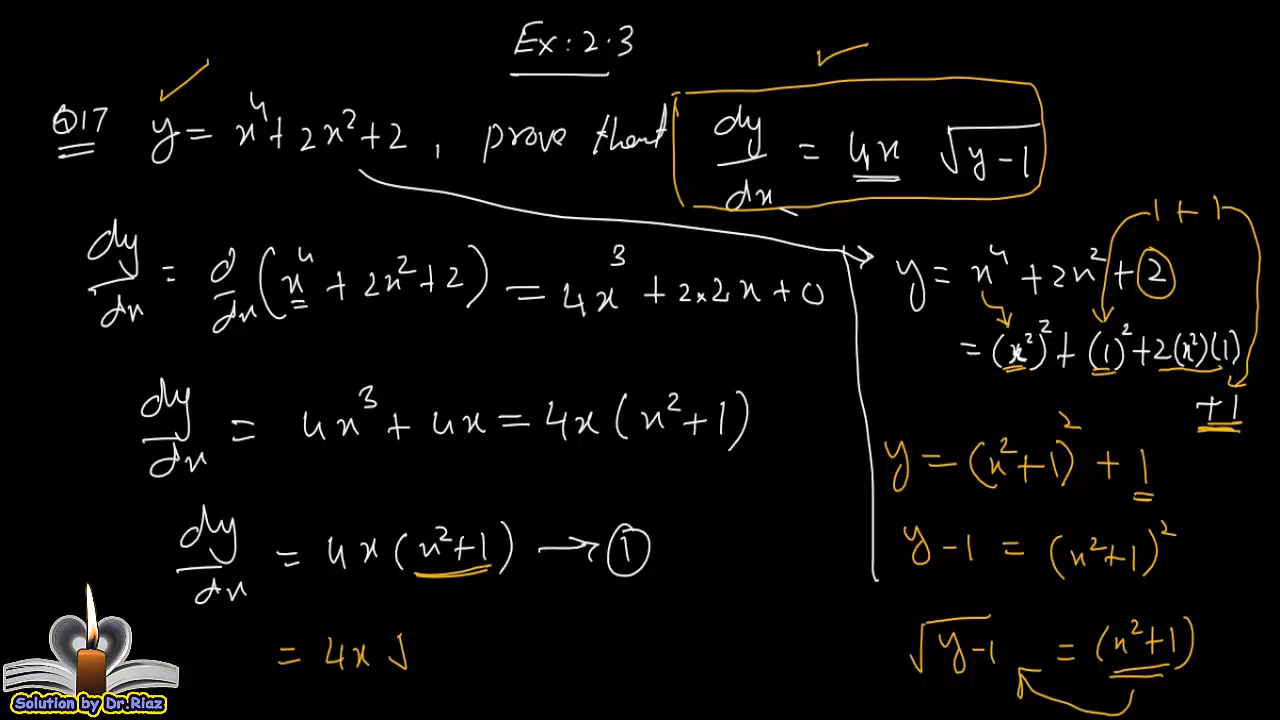 Ex: 2.3
Q17 y = x⁴ + 2x² + 2, prove that dy/dx = 4x √(y-1)
dy/dx = d/dx (x⁴ + 2x² + 2) = 4x³ + 2×2x + 0
dy/dx = 4x³ + 4x = 4x (x² + 1)
dy/dx = 4x (x² + 1) → ①
= 4x √
1 + 1
y = x⁴ + 2x² + 2
= (x²)² + (1)² + 2(x²)(1)
+ 1
y = (x² + 1)² + 1
y - 1 = (x² + 1)²
√(y-1) = (x² + 1)
Solution by Dr.Riaz